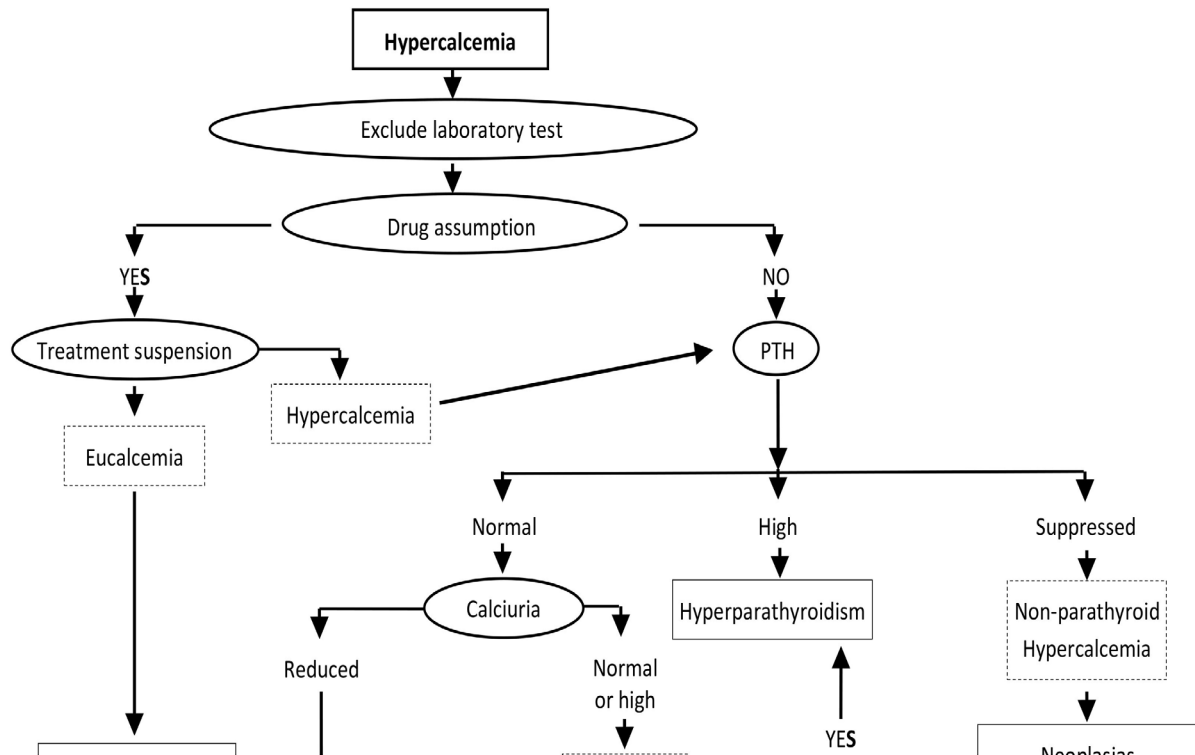 Hypercalcemia
Exclude laboratory test
Drug assumption
YES
NO
Treatment suspension
PTH
Hypercalcemia
Eucalcemia
Normal
High
Suppressed
Calciuria
Hyperparathyroidism
Non-parathyroid
Hypercalcemia
Reduced
Normal
or high
YES
Neoplasias